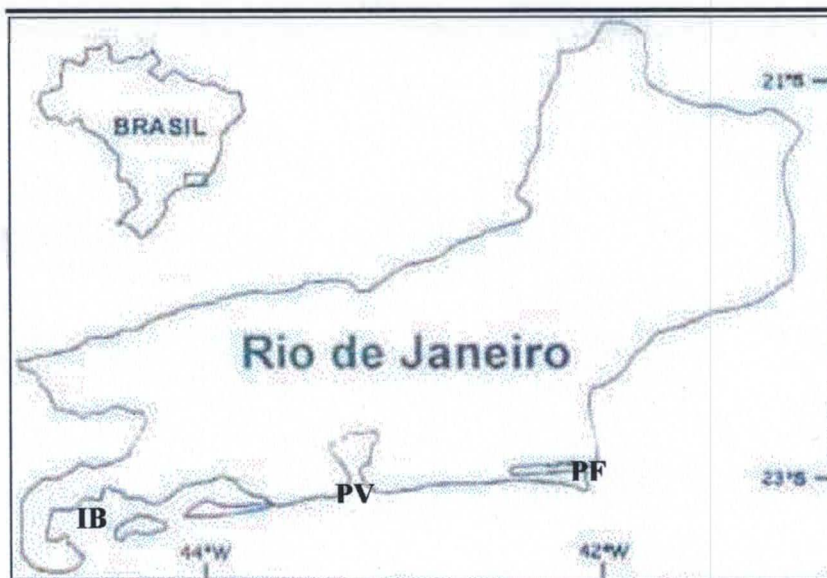 BRASIL
21°S
Rio de Janeiro
PF
23°S
PV
IB
44°W
42°W